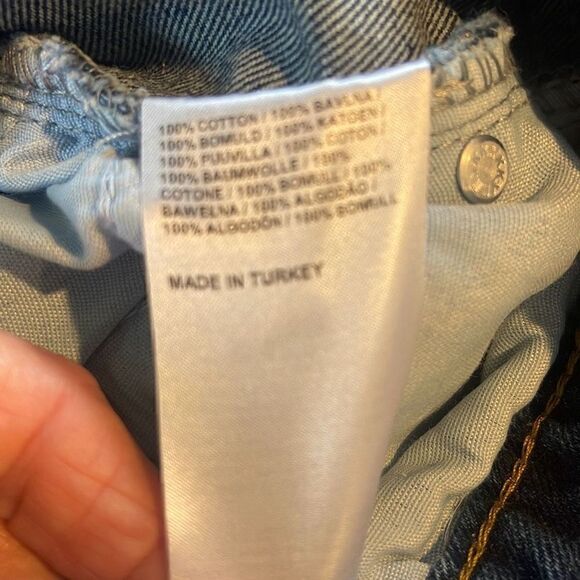 100% COTTON / 100% BAVLNA /
100% BOMULD / 100% KATOEN /
100% PUUVILLA / 100% COTON /
100% BAUMWOLLE / 100%
COTONE / 100% BOMULL / 100%
BAWEŁNA / 100% ALGODÃO /
100% ALGODÓN / 100% BOMULL
MADE IN TURKEY